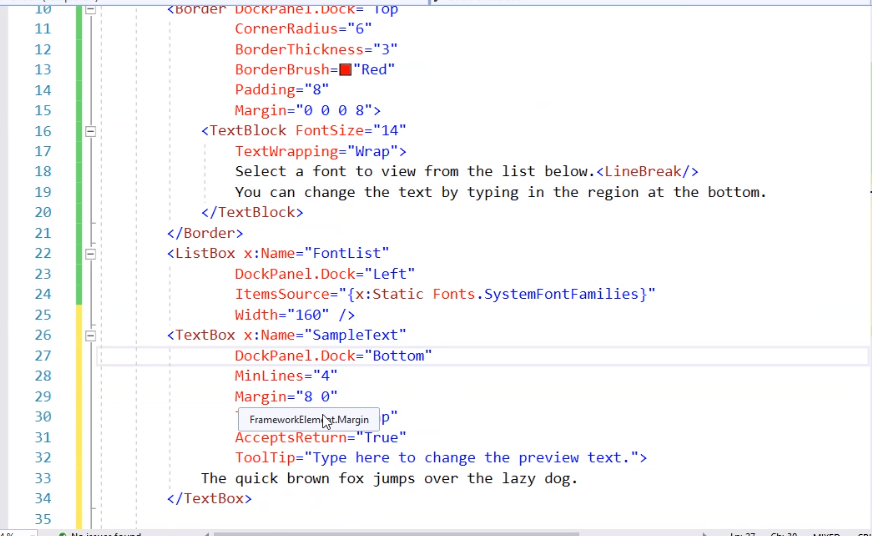 10 <Border DockPanel.Dock="Top"
11 CornerRadius="6"
12 BorderThickness="3"
13 BorderBrush="Red"
14 Padding="8"
15 Margin="0 0 0 8">
16 <TextBlock FontSize="14"
17 TextWrapping="Wrap">
18 Select a font to view from the list below.<LineBreak/>
19 You can change the text by typing in the region at the bottom.
20 </TextBlock>
21 </Border>
22 <ListBox x:Name="FontList"
23 DockPanel.Dock="Left"
24 ItemsSource="{x:Static Fonts.SystemFontFamilies}"
25 Width="160" />
26 <TextBox x:Name="SampleText"
27 DockPanel.Dock="Bottom"
28 MinLines="4"
29 Margin="8 0"
30 p"
FrameworkElement.Margin
31 AcceptsReturn="True"
32 ToolTip="Type here to change the preview text.">
33 The quick brown fox jumps over the lazy dog.
34 </TextBox>
35
No issues found